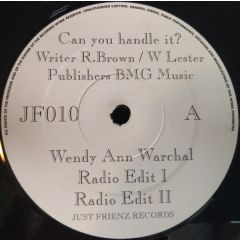 Can you handle it?
Writer R.Brown / W Lester
Publishers BMG Music
JF010
A
Wendy Ann Warchal
Radio Edit I
Radio Edit II
JUST FRIENZ RECORDS